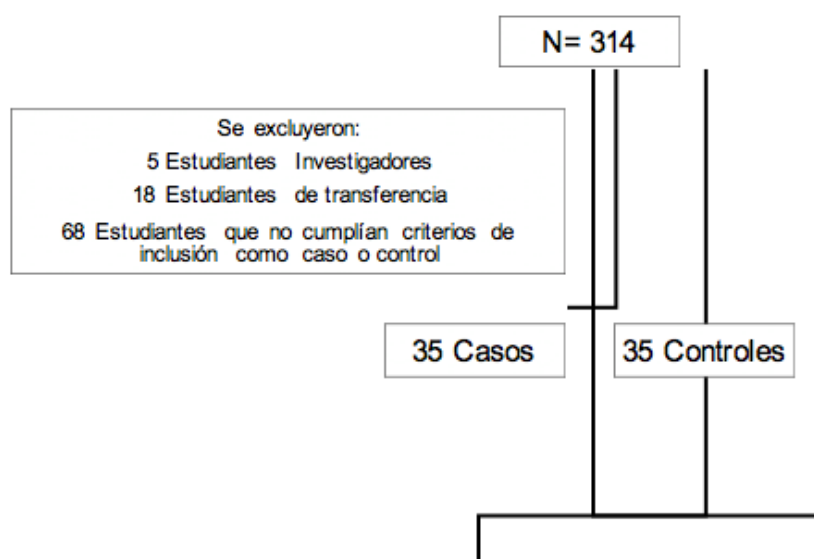 N= 314
Se excluyeron:
5 Estudiantes Investigadores
18 Estudiantes de transferencia
68 Estudiantes que no cumplían criterios de
inclusión como caso o control
35 Casos
35 Controles